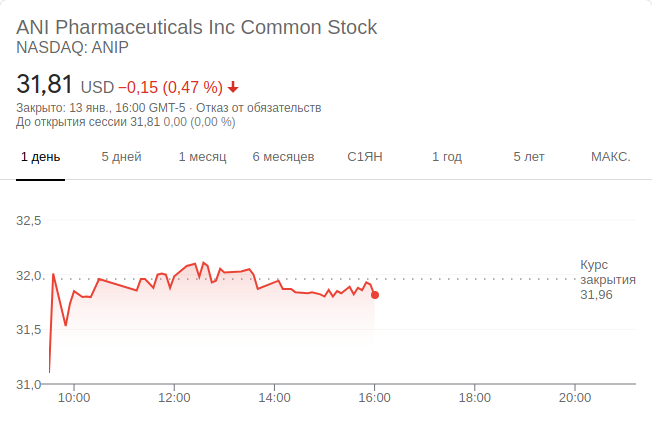 ANI Pharmaceuticals Inc Common Stock
NASDAQ: ANIP
31,81 USD −0,15 (0,47 %)
Закрыто: 13 янв., 16:00 GMT-5 · Отказ от обязательств
До открытия сессии 31,81 0,00 (0,00 %)
1 день 5 дней 1 месяц 6 месяцев С1ЯН 1 год 5 лет МАКС.
32,5
32,0
31,5
31,0
Курс
закрытия
31,96
10:00 12:00 14:00 16:00 18:00 20:00